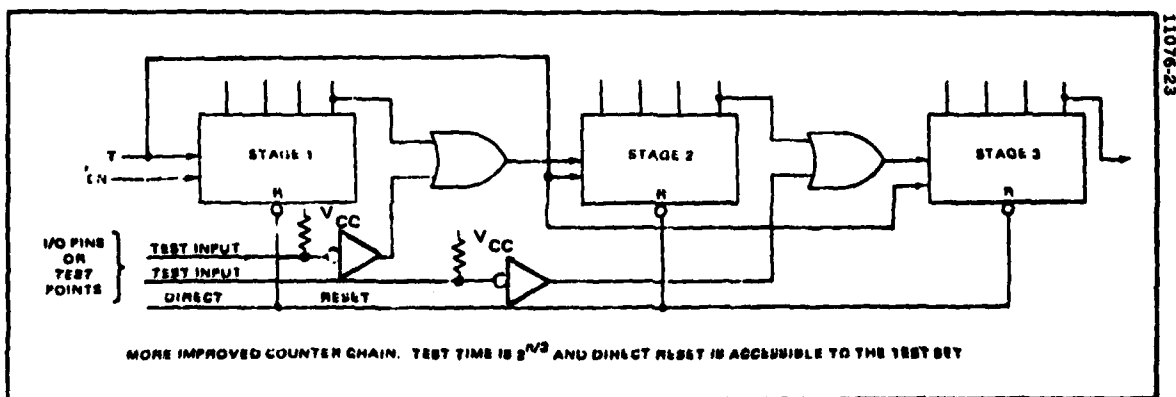 11076-23
STAGE 1
STAGE 2
STAGE 3
T
EN
R
R
R
VCC
VCC
I/O PINS
OR
TEST
POINTS
TEST INPUT
TEST INPUT
DIRECT RESET
MORE IMPROVED COUNTER CHAIN. TEST TIME IS 2^n/3 AND DIRECT RESET IS ACCESSIBLE TO THE TEST SET